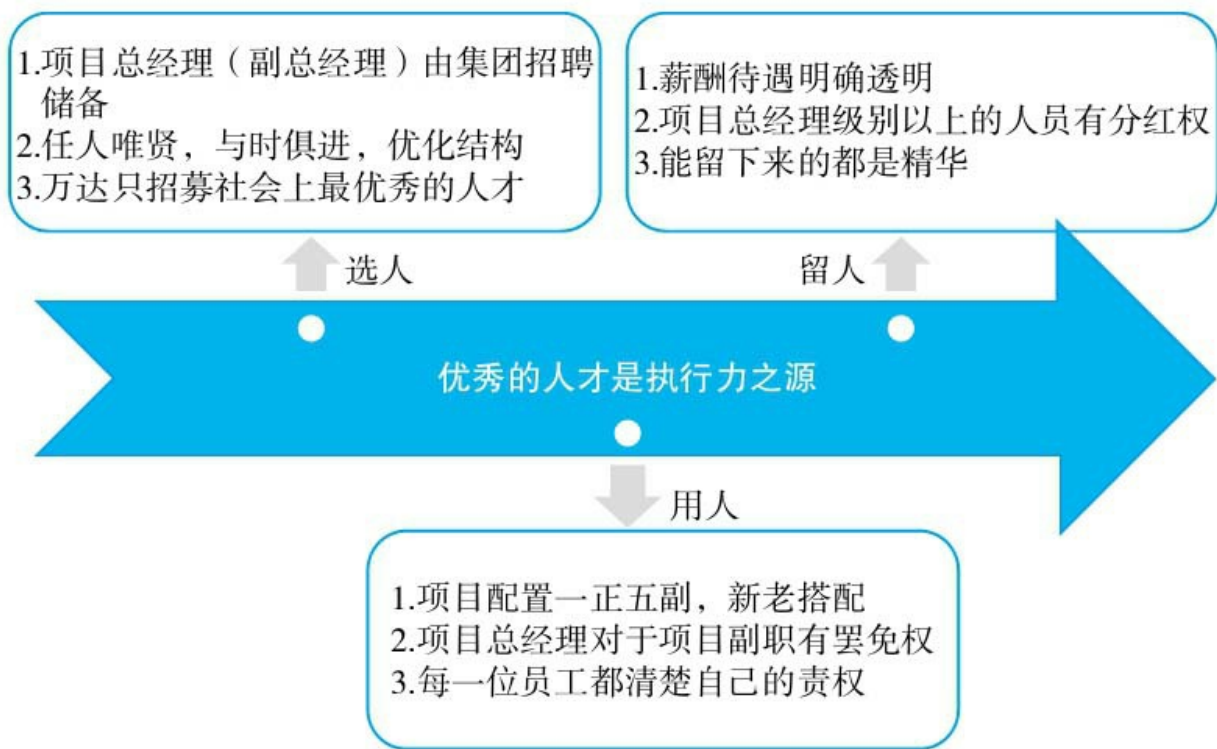 1.项目总经理（副总经理）由集团招聘
储备
2.任人唯贤，与时俱进，优化结构
3.万达只招募社会上最优秀的人才
1.薪酬待遇明确透明
2.项目总经理级别以上的人员有分红权
3.能留下来的都是精华
选人
留人
优秀的人才是执行力之源
用人
1.项目配置一正五副，新老搭配
2.项目总经理对于项目副职有罢免权
3.每一位员工都清楚自己的责权